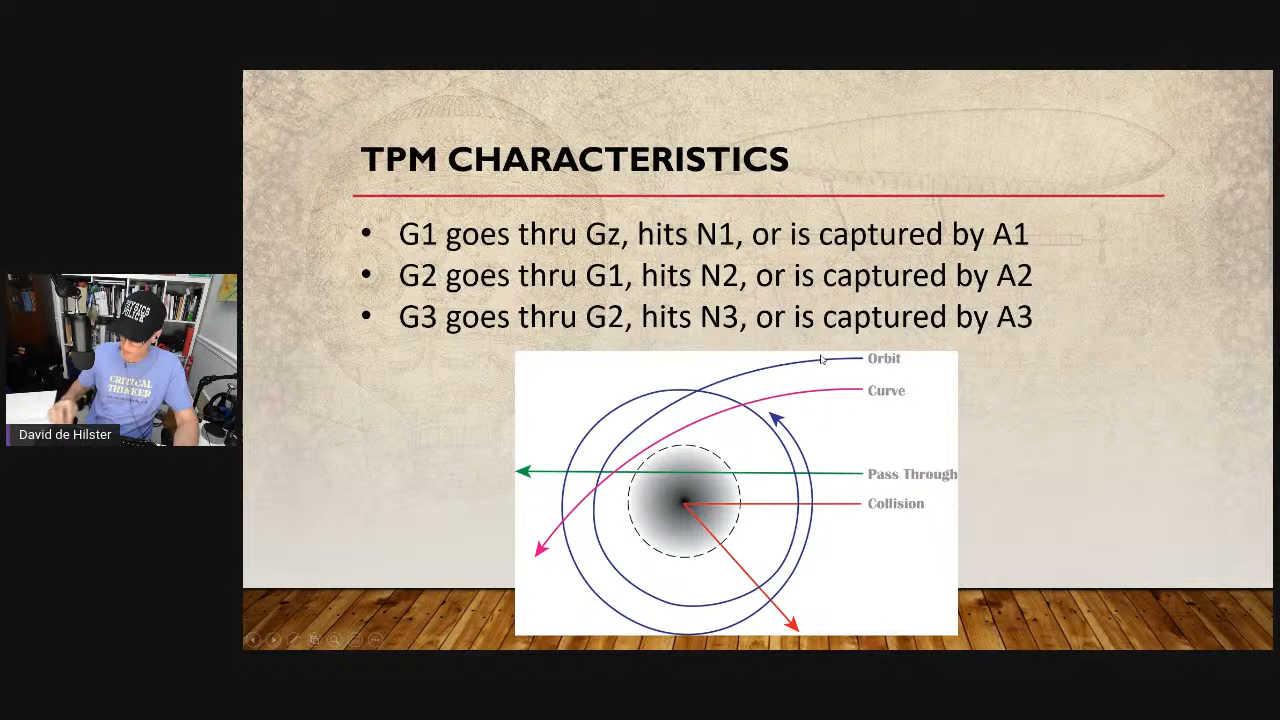 TPM CHARACTERISTICS
• G1 goes thru Gz, hits N1, or is captured by A1
• G2 goes thru G1, hits N2, or is captured by A2
• G3 goes thru G2, hits N3, or is captured by A3
Orbit
Curve
Pass Through
Collision
CRITICAL
THINKER
David de Hilster